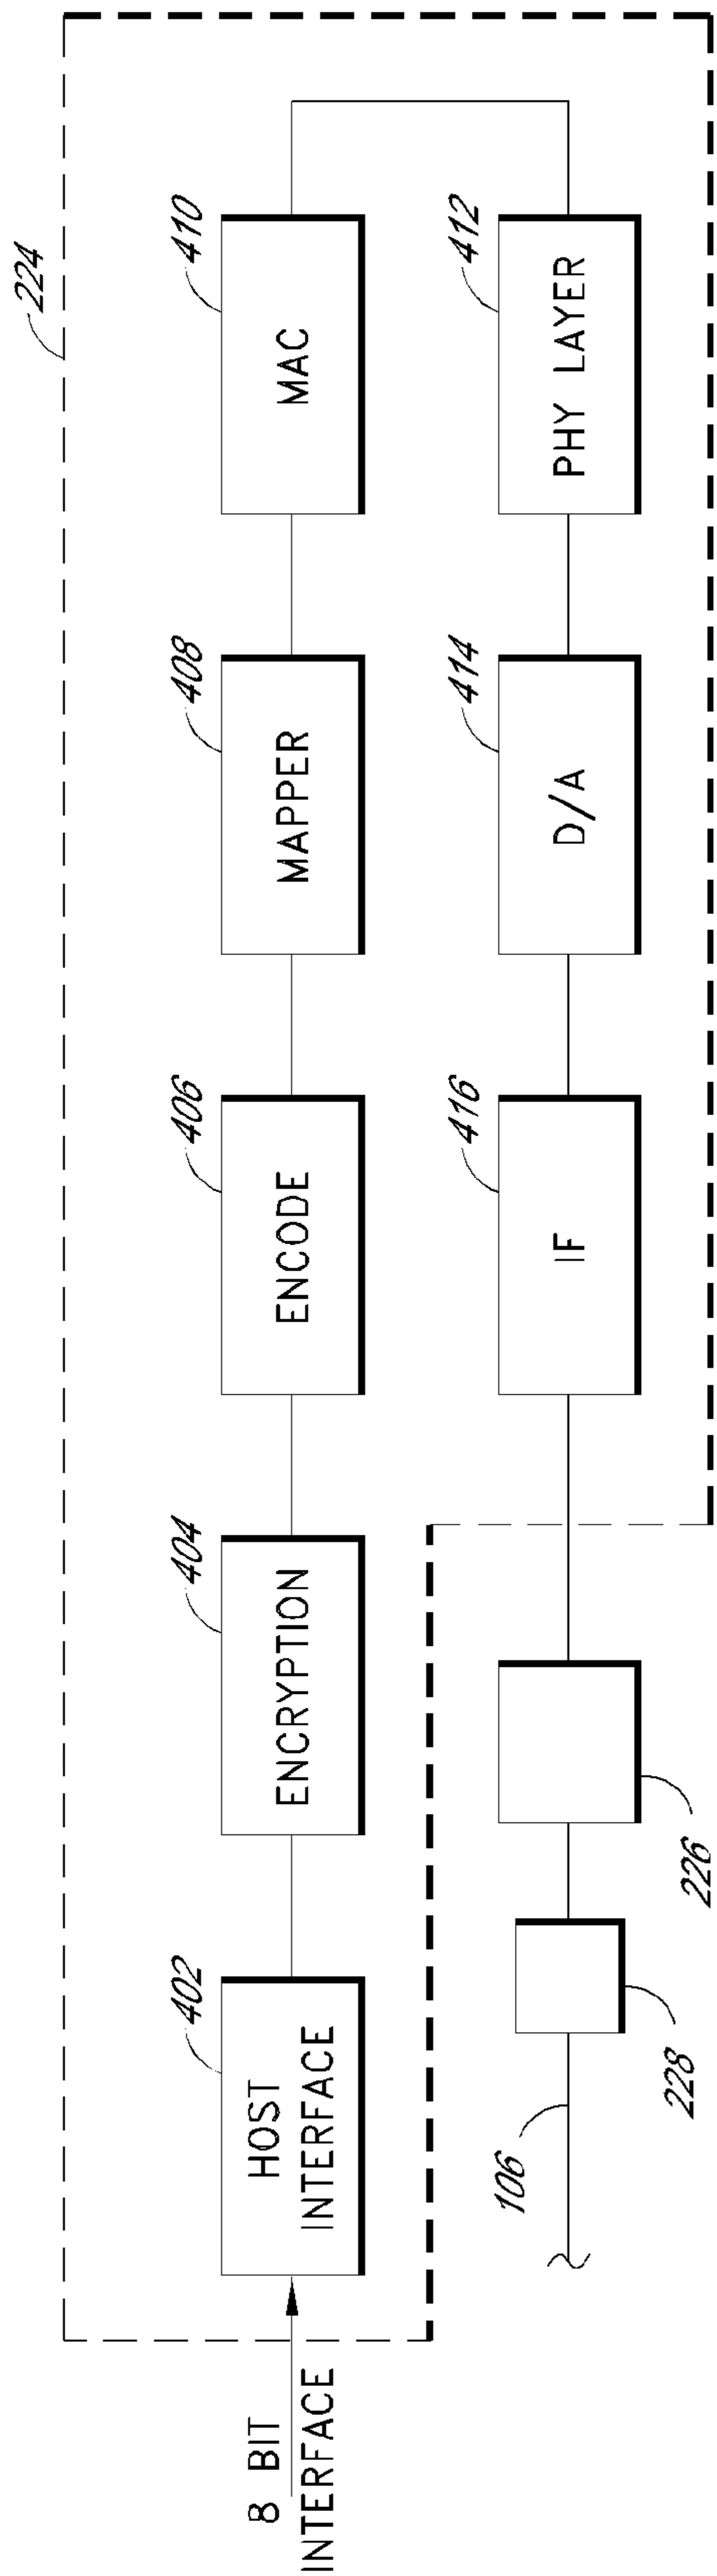 224
402
404
406
408
410
8 BIT
INTERFACE
HOST
INTERFACE
ENCRYPTION
ENCODE
MAPPER
MAC
106
416
414
412
IF
D/A
PHY LAYER
228
226